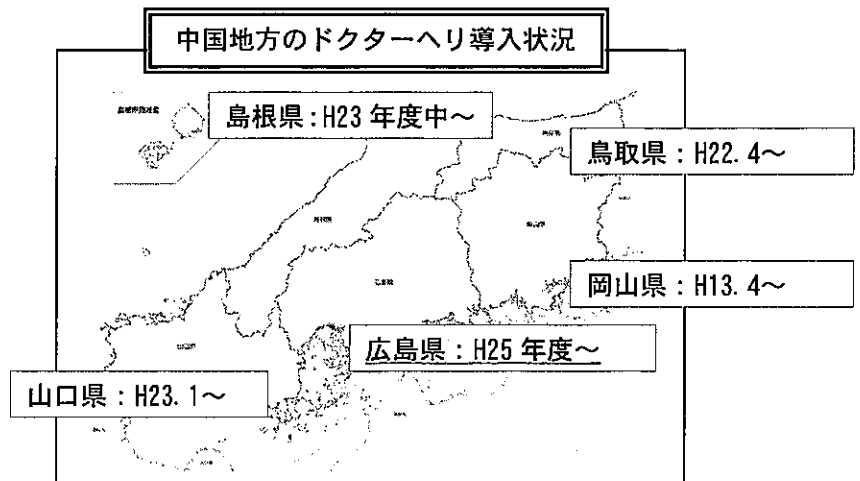 中国地方のドクターヘリ導入状況
島根県：H23 年度中～
鳥取県：H22.4～
岡山県：H13.4～
広島県：H25 年度～
山口県：H23.1～